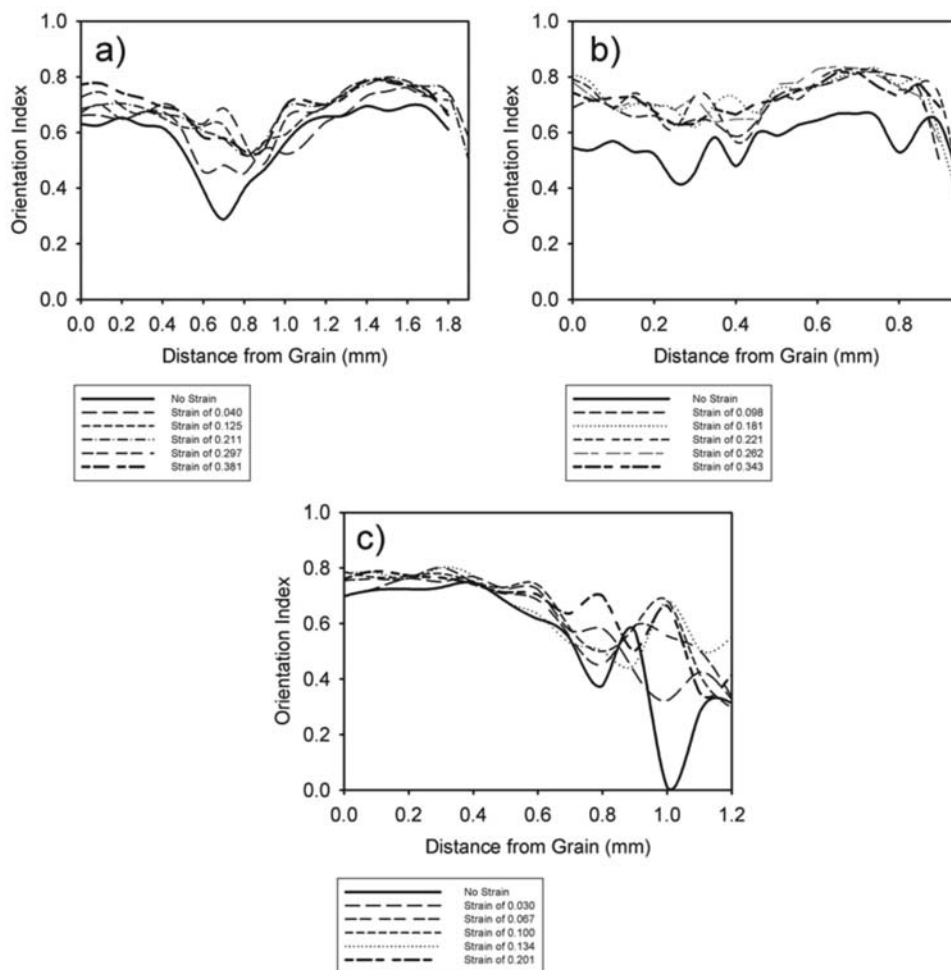 a)
1.0
0.8
0.6
0.4
0.2
0.0
Orientation Index
0.0 0.2 0.4 0.6 0.8 1.0 1.2 1.4 1.6 1.8
Distance from Grain (mm)
No Strain
Strain of 0.040
Strain of 0.125
Strain of 0.211
Strain of 0.297
Strain of 0.381
b)
1.0
0.8
0.6
0.4
0.2
0.0
Orientation Index
0.0 0.2 0.4 0.6 0.8
Distance from Grain (mm)
No Strain
Strain of 0.098
Strain of 0.181
Strain of 0.221
Strain of 0.262
Strain of 0.343
c)
1.0
0.8
0.6
0.4
0.2
0.0
Orientation Index
0.0 0.2 0.4 0.6 0.8 1.0 1.2
Distance from Grain (mm)
No Strain
Strain of 0.030
Strain of 0.067
Strain of 0.100
Strain of 0.134
Strain of 0.201